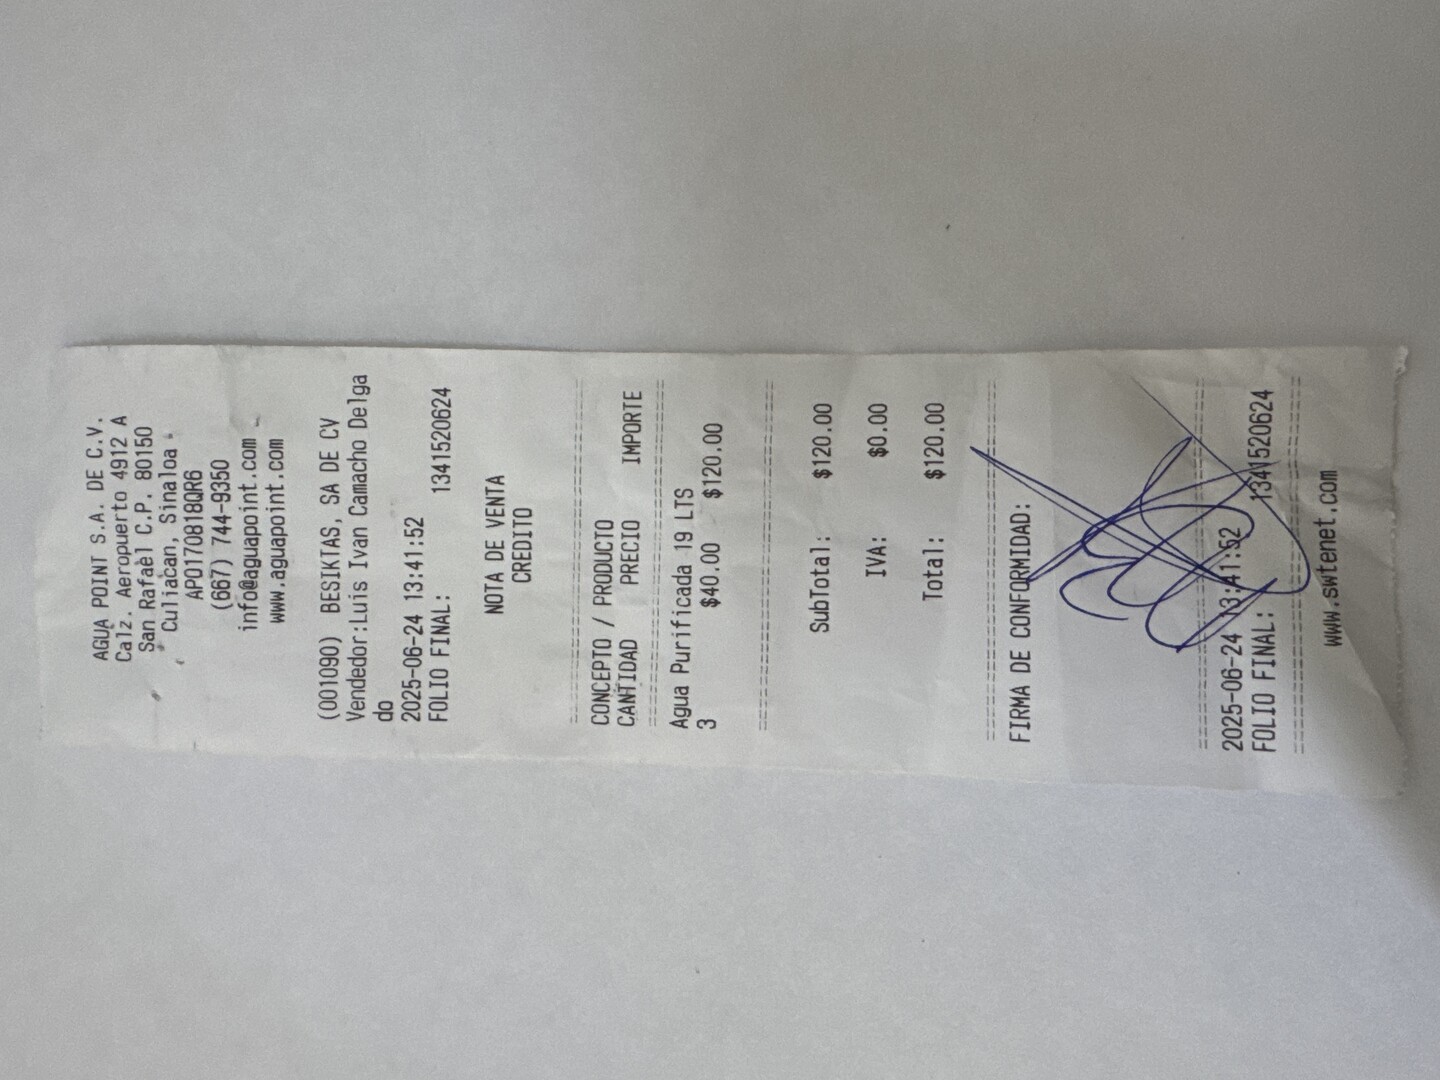 AGUA POINT S.A. DE C.V.
Calz. Aeropuerto 4912 A
San Rafael C.P. 80150
Culiacan, Sinaloa
APO170818QR6
(667) 744-9350
info@aguapoint.com
www.aguapoint.com
(001090) BESIKTAS, SA DE CV
Vendedor:Luis Ivan Camacho Delga
do
2025-06-24 13:41:52
FOLIO FINAL: 1341520624
NOTA DE VENTA
CREDITO
CONCEPTO / PRODUCTO
CANTIDAD PRECIO IMPORTE
Agua Purificada 19 LTS
3 $40.00 $120.00
SubTotal: $120.00
IVA: $0.00
Total: $120.00
FIRMA DE CONFORMIDAD:
2025-06-24 13:41:52
FOLIO FINAL: 1341520624
www.swtenet.com